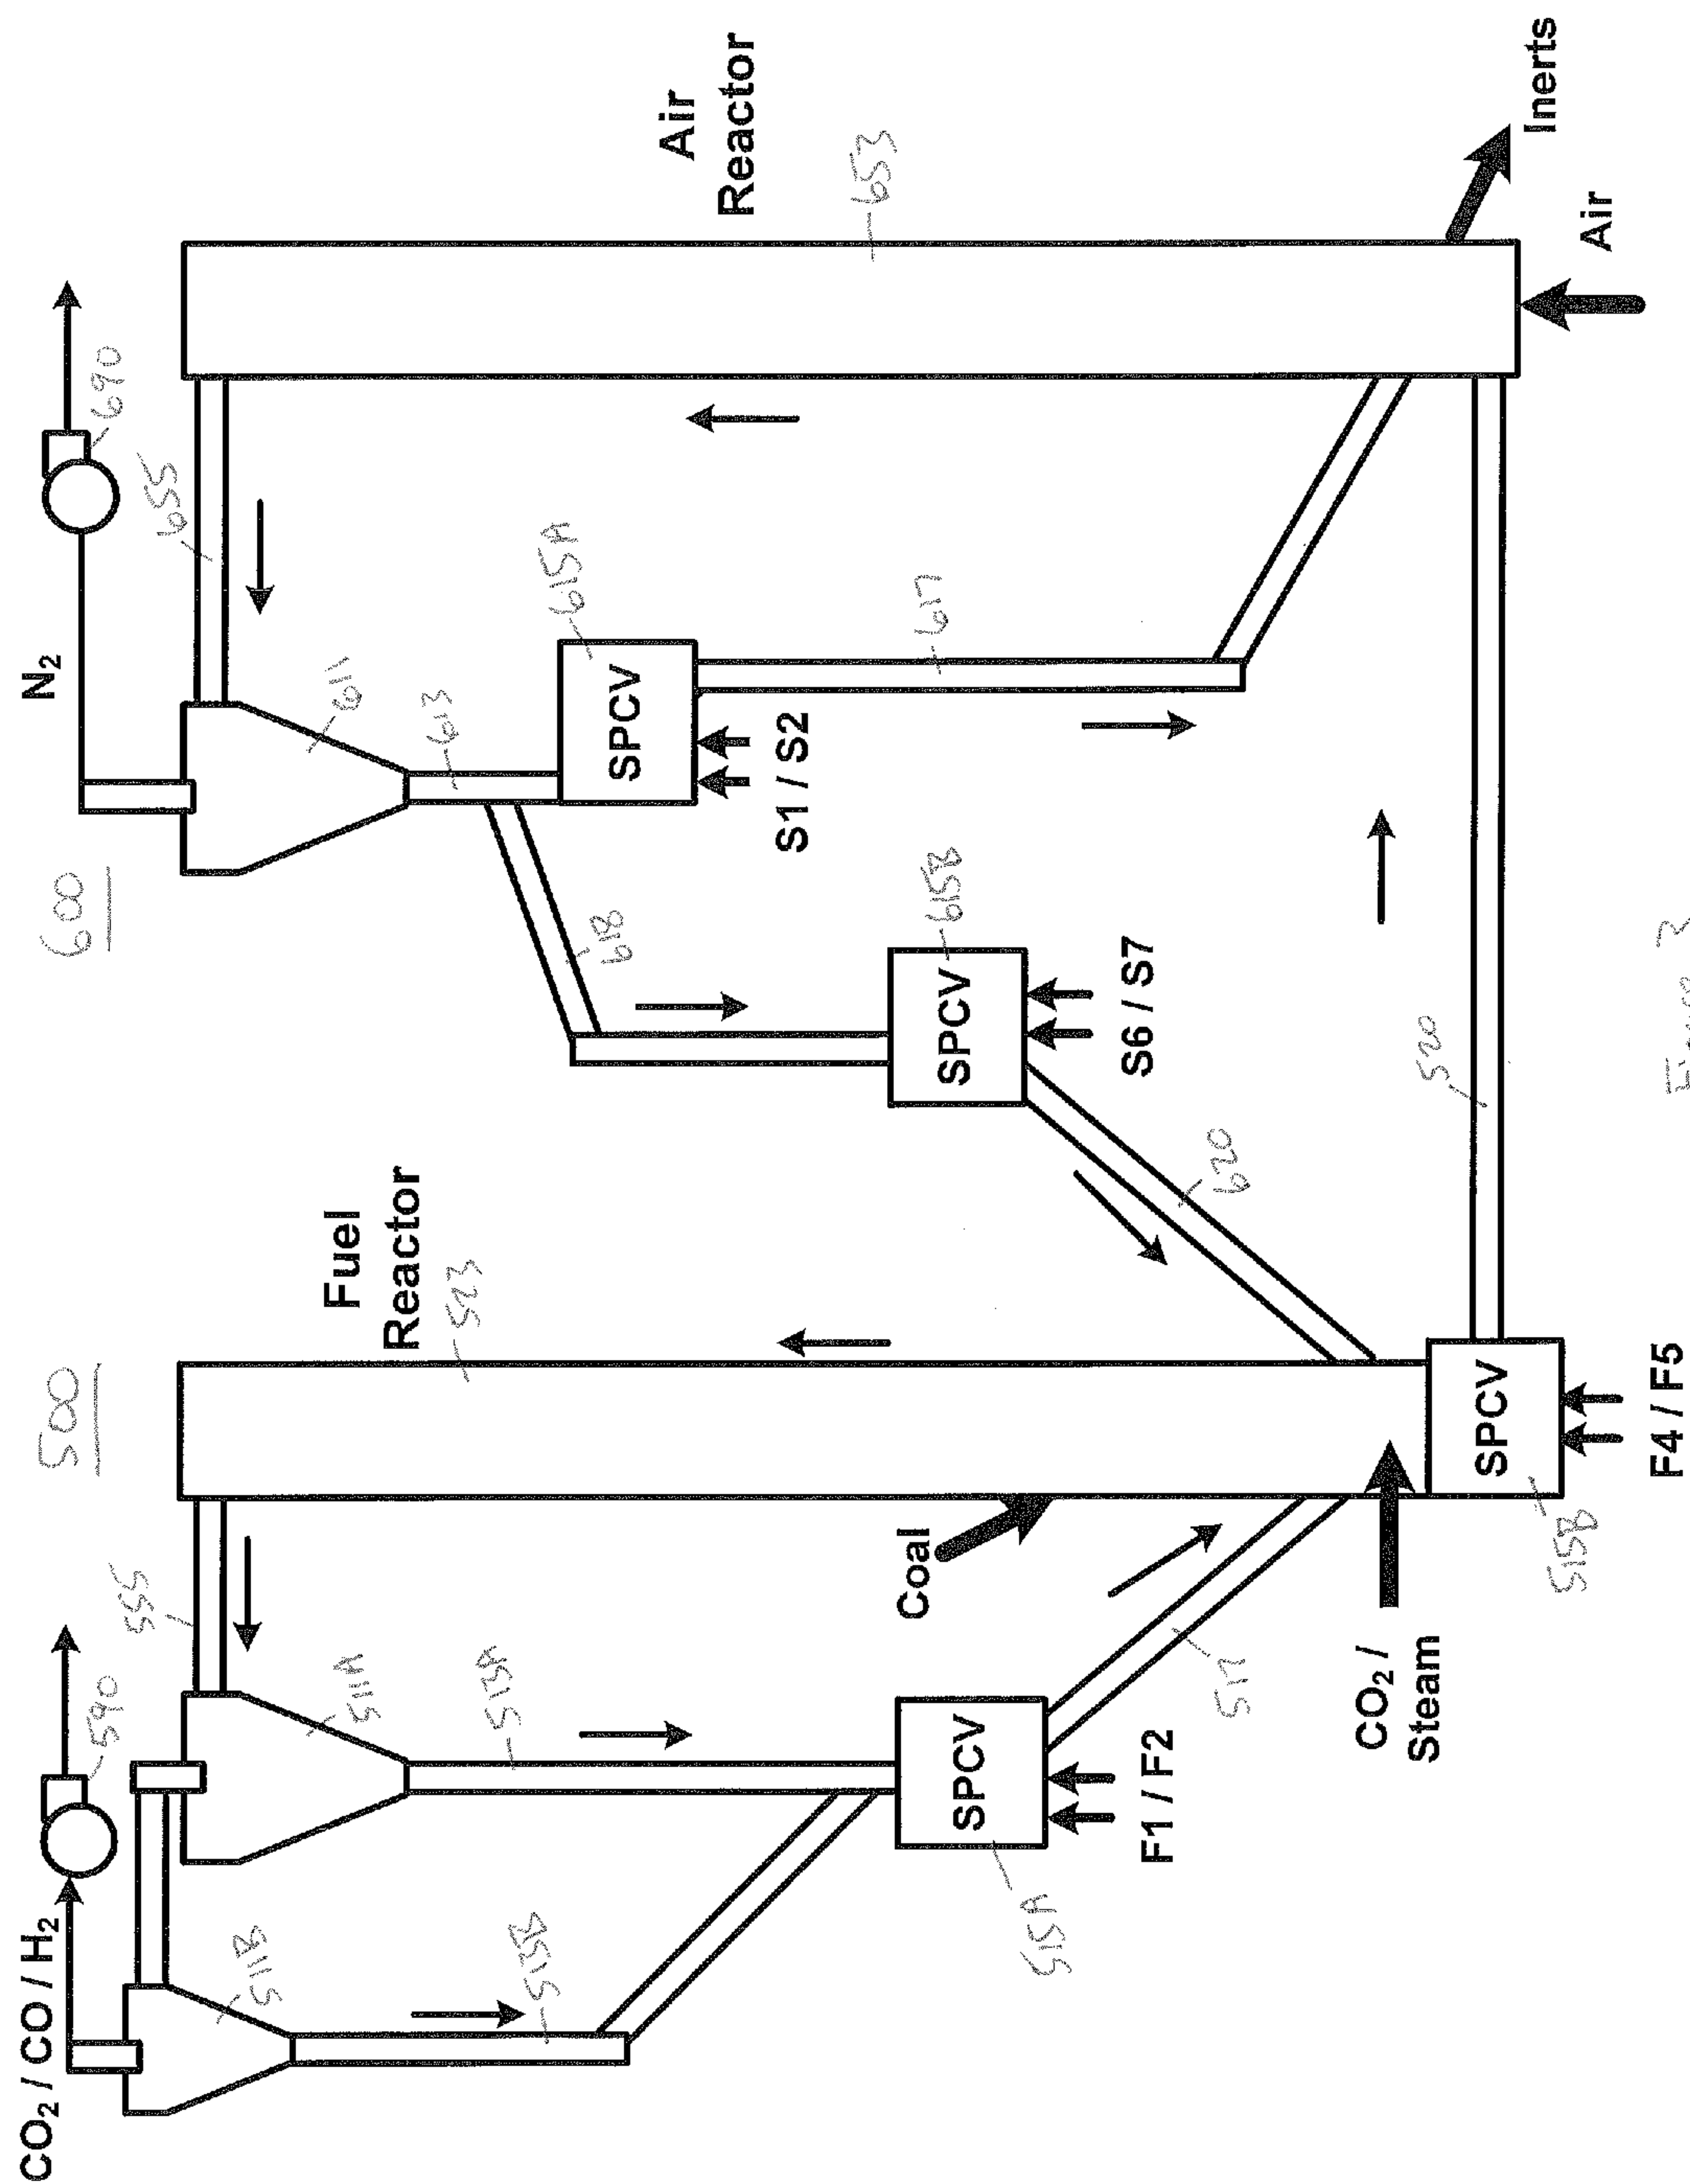 CO₂ / CO / H₂
590
N₂
690
500
600
555
655
511B
511A
611
Fuel
Reactor
523
Air
Reactor
653
513A
613
615A
SPCV
S1 / S2
513B
618
617
SPCV
615B
SPCV
515A
F1 / F2
Coal
S6 / S7
517
620
CO₂ /
Steam
520
SPCV
515B
F4 / F5
Inerts
Air